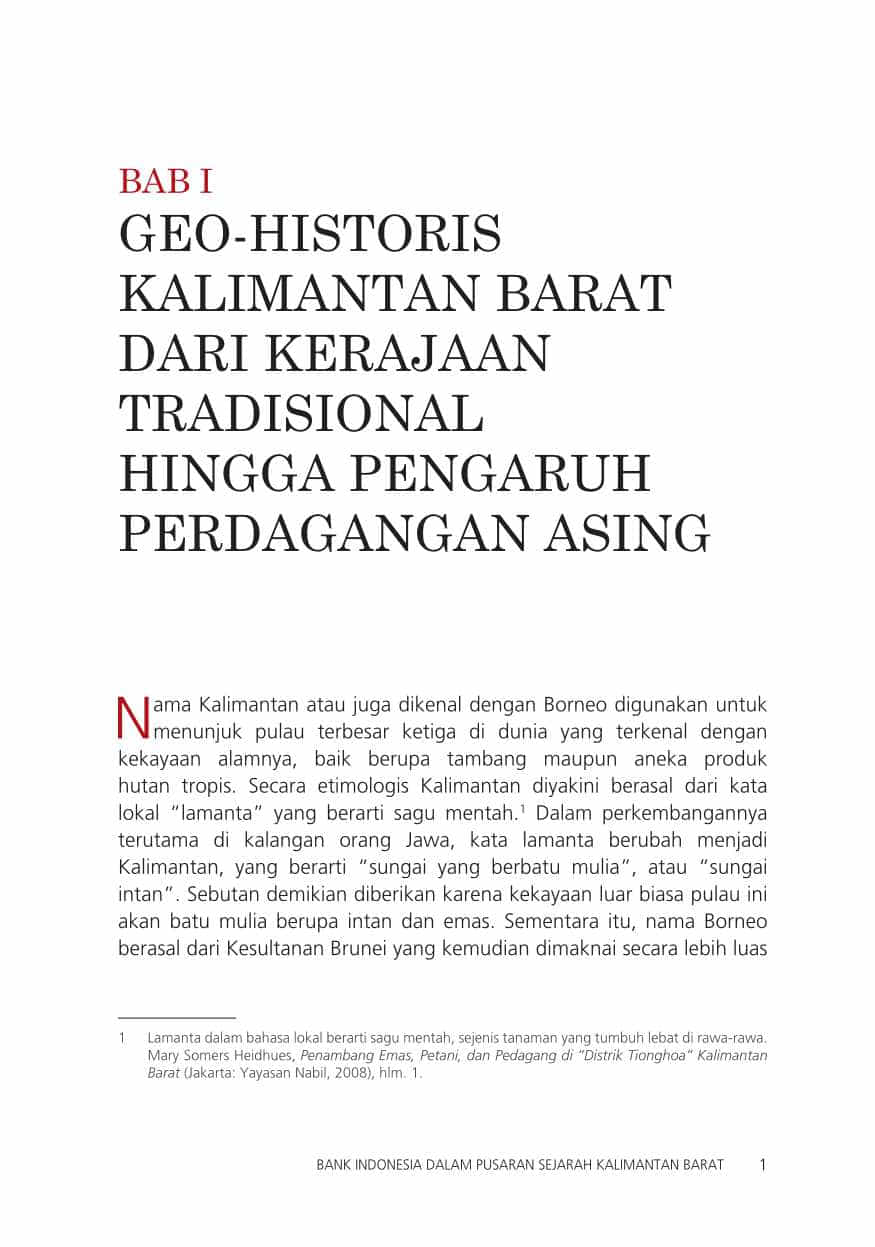 BAB I
GEO-HISTORIS
KALIMANTAN BARAT
DARI KERAJAAN
TRADISIONAL
HINGGA PENGARUH
PERDAGANGAN ASING
Nama Kalimantan atau juga dikenal dengan Borneo digunakan untuk
menunjuk pulau terbesar ketiga di dunia yang terkenal dengan
kekayaan alamnya, baik berupa tambang maupun aneka produk
hutan tropis. Secara etimologis Kalimantan diyakini berasal dari kata
lokal “lamanta” yang berarti sagu mentah.1 Dalam perkembangannya
terutama di kalangan orang Jawa, kata lamanta berubah menjadi
Kalimantan, yang berarti “sungai yang berbatu mulia”, atau “sungai
intan”. Sebutan demikian diberikan karena kekayaan luar biasa pulau ini
akan batu mulia berupa intan dan emas. Sementara itu, nama Borneo
berasal dari Kesultanan Brunei yang kemudian dimaknai secara lebih luas
1 Lamanta dalam bahasa lokal berarti sagu mentah, sejenis tanaman yang tumbuh lebat di rawa-rawa.
Mary Somers Heidhues, Penambang Emas, Petani, dan Pedagang di “Distrik Tionghoa” Kalimantan
Barat (Jakarta: Yayasan Nabil, 2008), hlm. 1.
BANK INDONESIA DALAM PUSARAN SEJARAH KALIMANTAN BARAT 1